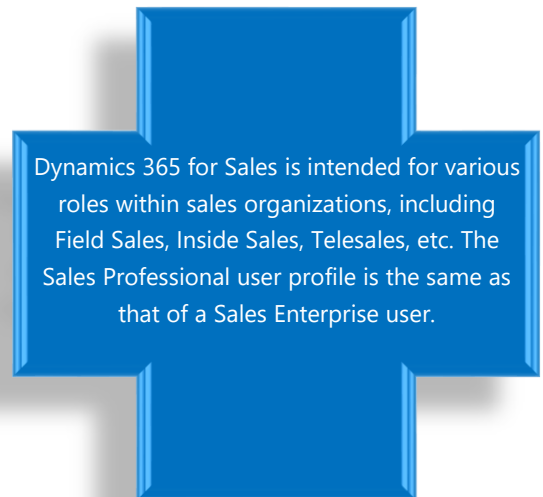 Dynamics 365 for Sales is intended for various
roles within sales organizations, including
Field Sales, Inside Sales, Telesales, etc. The
Sales Professional user profile is the same as
that of a Sales Enterprise user.